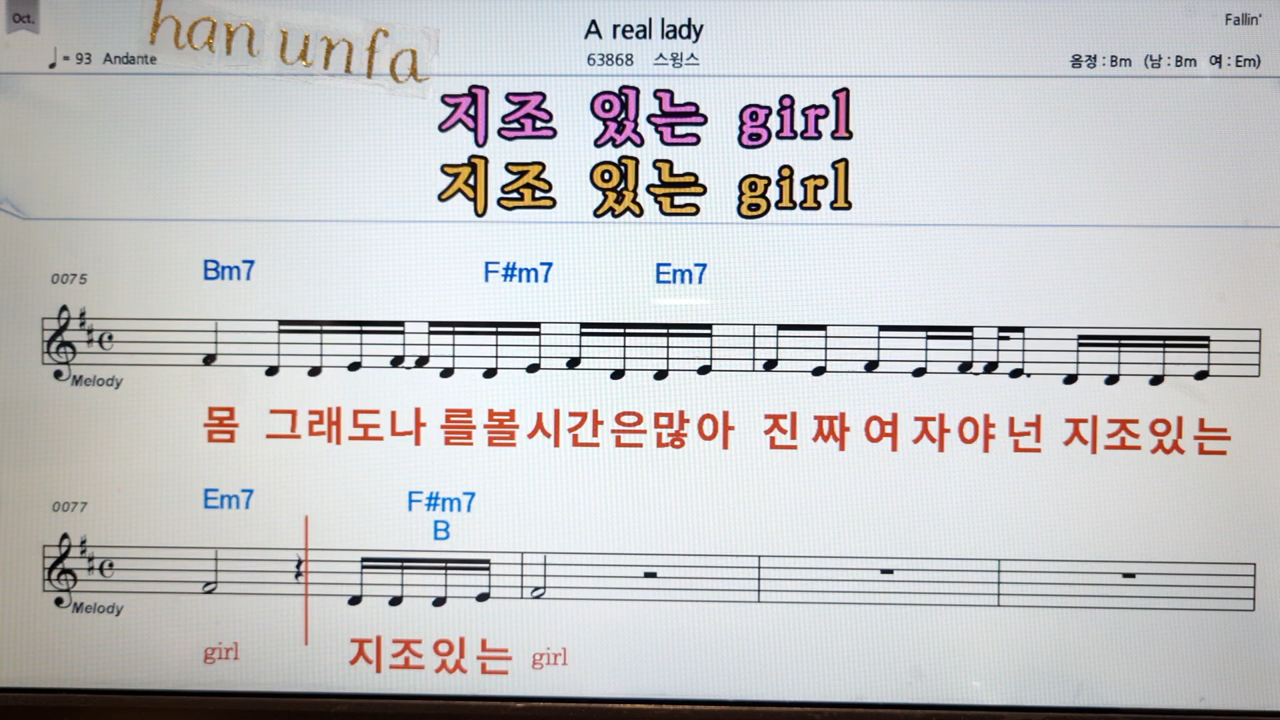 Oct.
han unfa
A real lady
Fallin'
♩= 93 Andante
63868 스윙스
음정 : Bm (남 : Bm 여 : Em)
지조 있는 girl
지조 있는 girl
0075
Bm7 F#m7 Em7
Melody
몸 그래도나 를볼시간은많아 진 짜 여 자야 넌 지조있는
0077
Em7 F#m7
B
Melody
girl 지조있는 girl